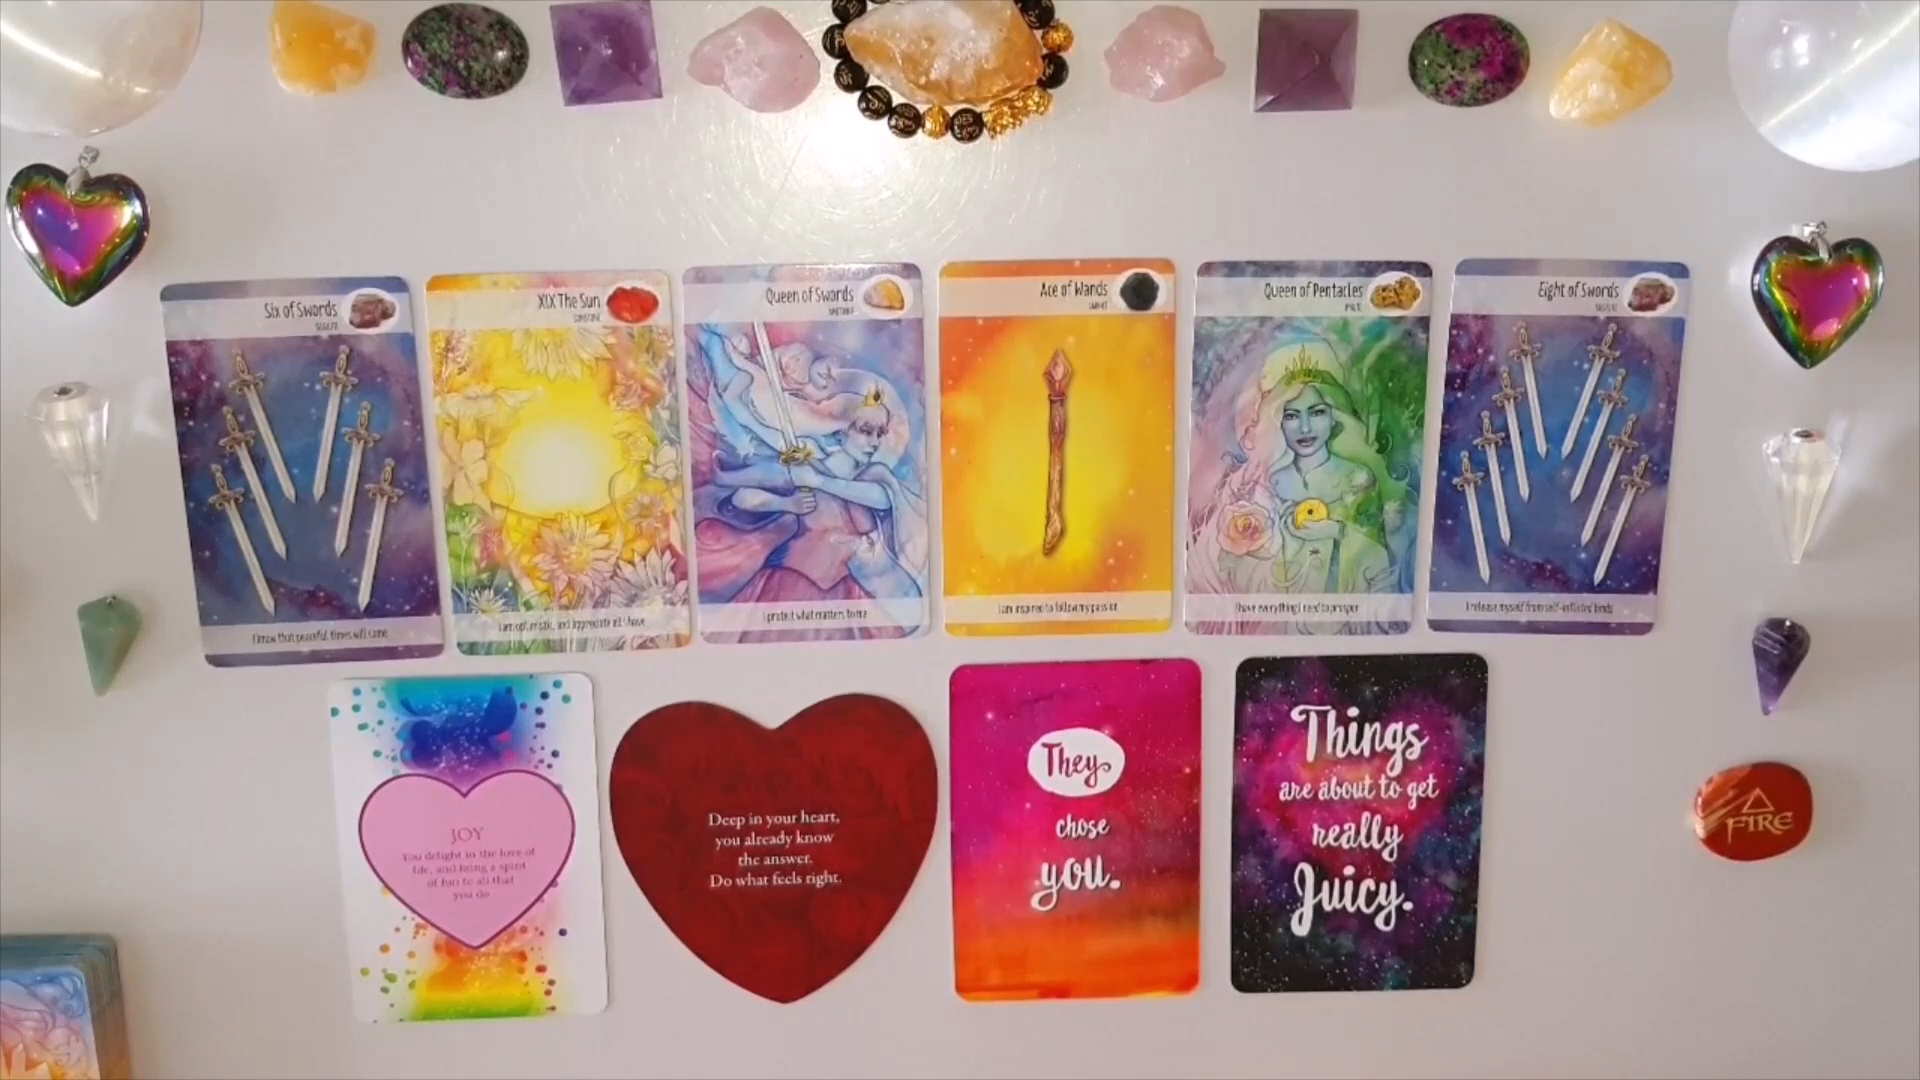 Six of Swords
XIX The Sun
SUNSTONE
Queen of Swords
Ace of Wands
GARNET
Queen of Pentacles
PYRITE
Eight of Swords
I know that peaceful times will come
I am optimistic, and appreciate all I have
I protect what matters to me
I am inspired to follow my passion
I have everything I need to prosper
I release myself from self-inflicted binds
JOY
You delight in the love of
life, and bring a spirit
of fun to all that
you do
Deep in your heart,
you already know
the answer.
Do what feels right.
They
chose
you.
Things
are about to get
really
Juicy.
FIRE